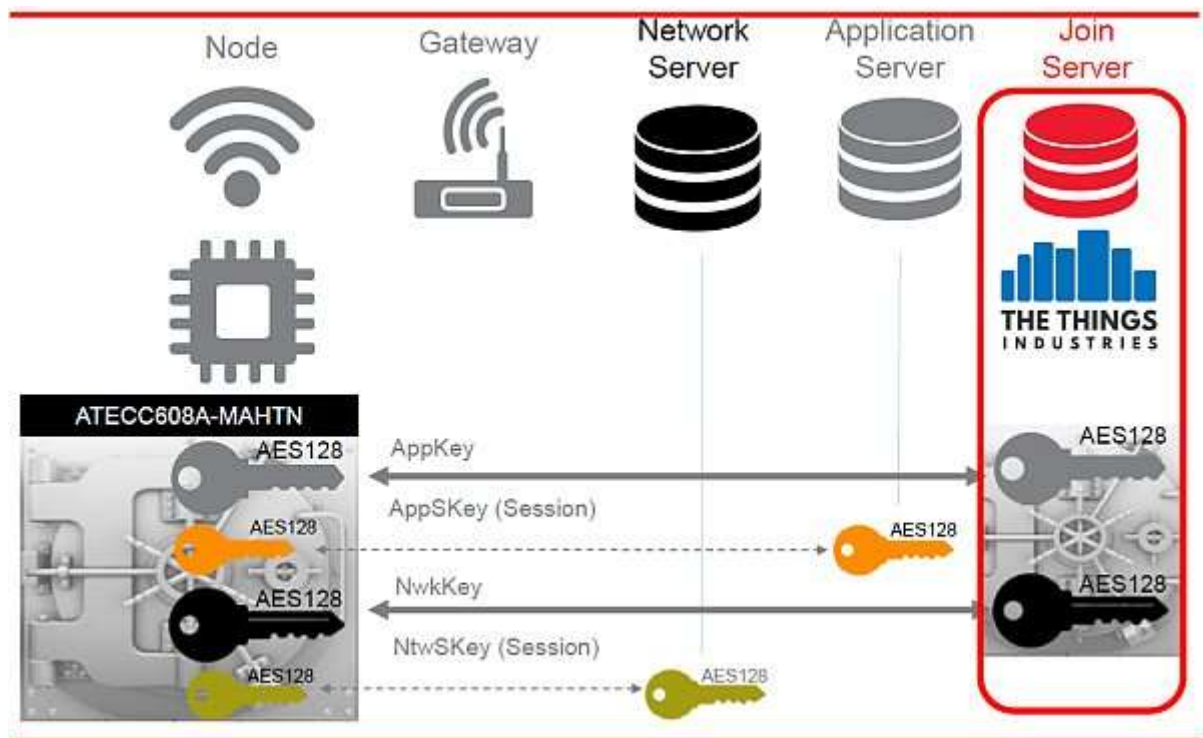 Node
Gateway
Network
Server
Application
Server
Join
Server
THE THINGS
INDUSTRIES
ATECC608A-MAHTN
AES128
AppKey
AES128
AppSKey (Session)
AES128
AES128
AES128
NwkKey
AES128
NtwSKey (Session)
AES128
AES128